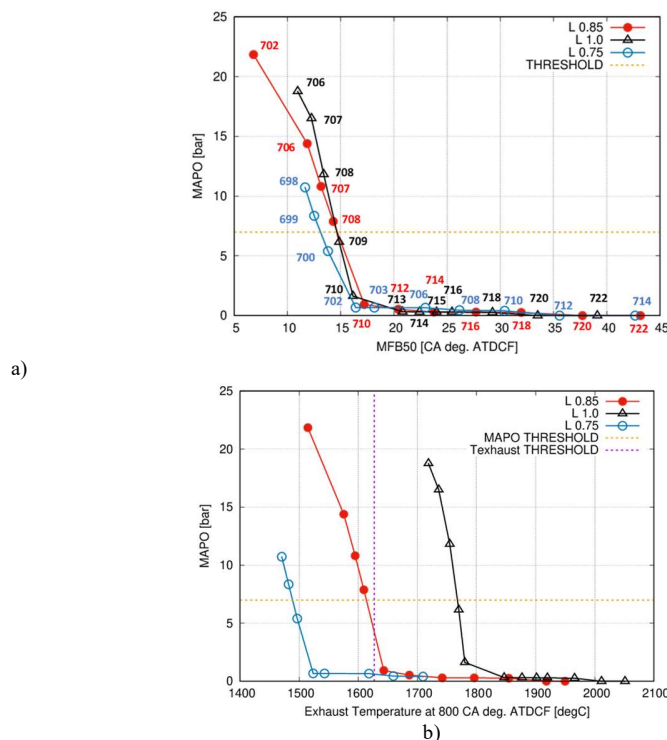 25
20
15
10
5
0
MAPO [bar]
L 0.85
L 1.0
L 0.75
THRESHOLD
702
706
706
707
698
708
707
699
708
709
700
714
710
703
712
706
716
702
713
715
708
718
710
720
712
722
714
710
714
716
718
720
722
5 10 15 20 25 30 35 40 45
MFB50 [CA deg. ATDCF]
a)
25
20
15
10
5
0
MAPO [bar]
L 0.85
L 1.0
L 0.75
MAPO THRESHOLD
Texhaust THRESHOLD
1400 1500 1600 1700 1800 1900 2000 2100
Exhaust Temperature at 800 CA deg. ATDCF [degC]
b)